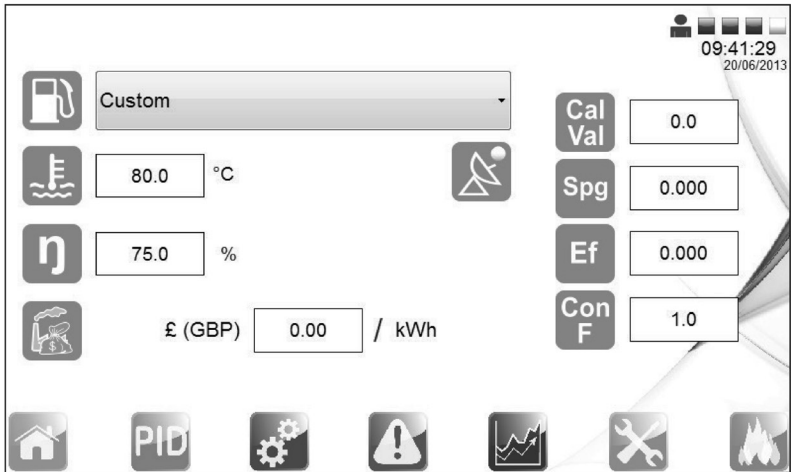 09:41:29
20/06/2013
Custom
Cal
Val
0.0
80.0 °C
Spg 0.000
ŋ 75.0 %
Ef 0.000
£ (GBP) 0.00 / kWh
$
Con
F
1.0
PID